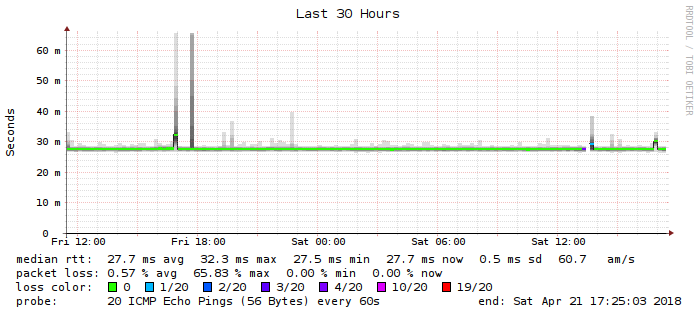 Last 30 Hours
RRDTOOL / TOBI OETIKER
Seconds
60 m
50 m
40 m
30 m
20 m
10 m
0
Fri 12:00 Fri 18:00 Sat 00:00 Sat 06:00 Sat 12:00
median rtt: 27.7 ms avg 32.3 ms max 27.5 ms min 27.7 ms now 0.5 ms sd 60.7 am/s
packet loss: 0.57 % avg 65.83 % max 0.00 % min 0.00 % now
loss color: 0 1/20 2/20 3/20 4/20 10/20 19/20
probe: 20 ICMP Echo Pings (56 Bytes) every 60s end: Sat Apr 21 17:25:03 2018